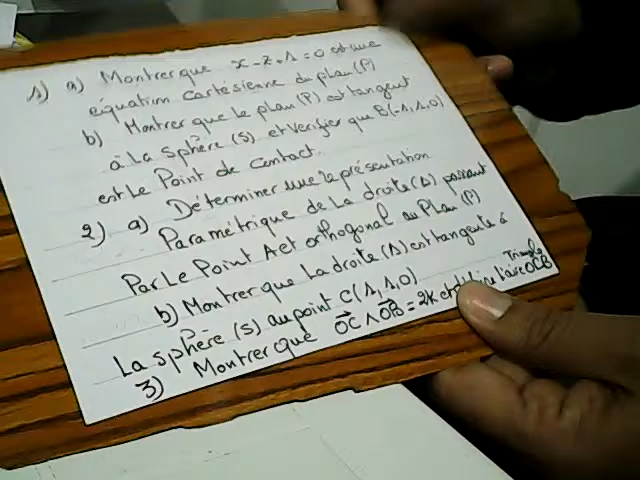 1) a) Montrer que x - z + 1 = 0 est une
équation cartésienne du plan (P)
b) Montrer que le plan (P) est tangent
à la sphère (S) et vérifier que B(-1,1,0)
est Le Point de contact.
2) a) Déterminer une représentation
Paramétrique de la droite (Δ) passant
Par Le Point A et orthogonal au Plan (P)
b) Montrer que La droite (Δ) est tangente à
La sphère (S) au point C(1,1,0)
3) Montrer que OC ∧ OB = 2k et l'aire Triangle OCB